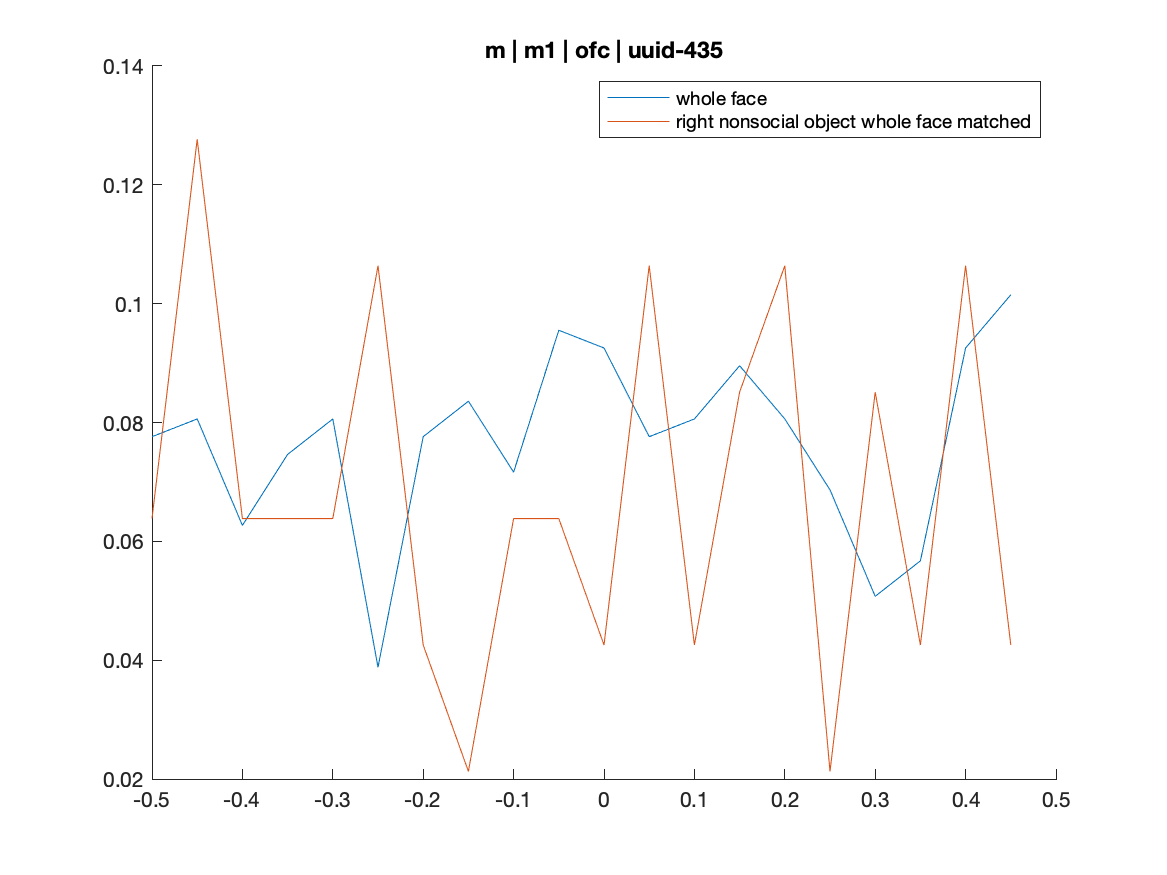 m | m1 | ofc | uuid-435
whole face
right nonsocial object whole face matched
0.14
0.12
0.1
0.08
0.06
0.04
0.02
-0.5 -0.4 -0.3 -0.2 -0.1 0 0.1 0.2 0.3 0.4 0.5